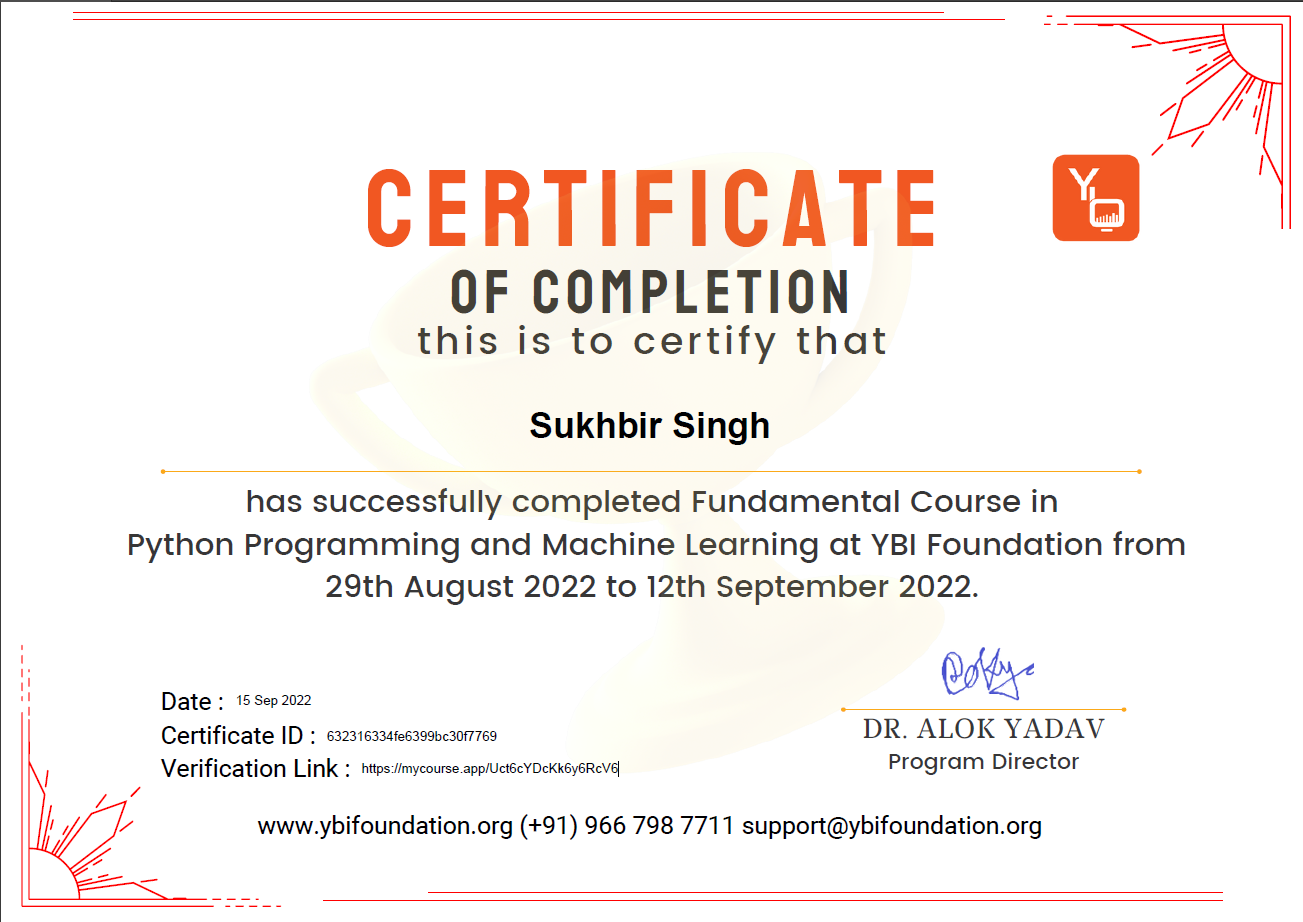 CERTIFICATE
OF COMPLETION
this is to certify that
Sukhbir Singh
has successfully completed Fundamental Course in
Python Programming and Machine Learning at YBI Foundation from
29th August 2022 to 12th September 2022.
Date : 15 Sep 2022
Certificate ID : 632316334fe6399bc30f7769
Verification Link : https://mycourse.app/Uct6cYDcKk6y6RcV6
DR. ALOK YADAV
Program Director
www.ybifoundation.org (+91) 966 798 7711 support@ybifoundation.org